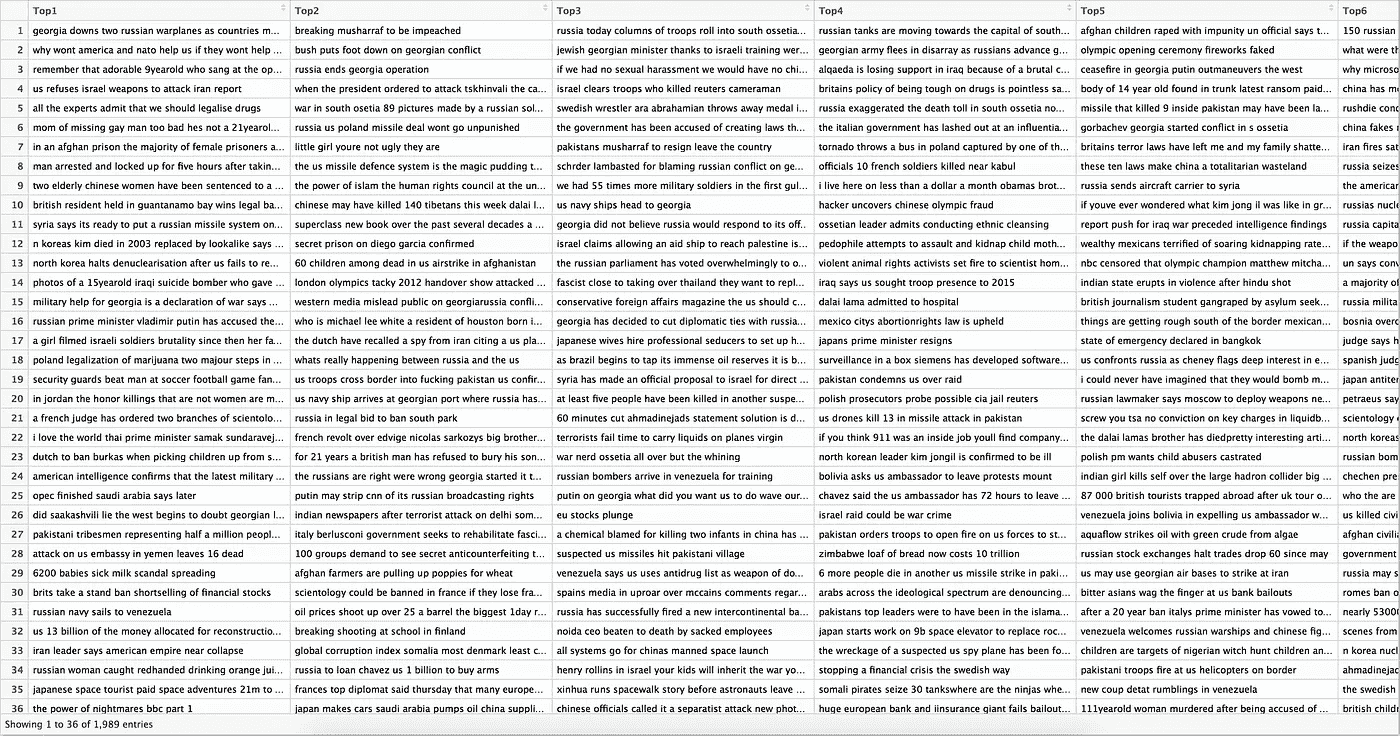 Top1 Top2 Top3 Top4 Top5 Top6
1 georgia downs two russian warplanes as countries m... breaking musharraf to be impeached russia today columns of troops roll into south ossetia... russian tanks are moving towards the capital of south... afghan children raped with impunity un official says t... 150 russian
2 why wont america and nato help us if they wont help ... bush puts foot down on georgian conflict jewish georgian minister thanks to israeli training wer... georgian army flees in disarray as russians advance g... olympic opening ceremony fireworks faked what were th
3 remember that adorable 9yearold who sang at the op... russia ends georgia operation if we had no sexual harassment we would have no chi... alqaeda is losing support in iraq because of a brutal c... ceasefire in georgia putin outmaneuvers the west why microso
4 us refuses israel weapons to attack iran report when the president ordered to attack tskhinvali the ca... israel clears troops who killed reuters cameraman britains policy of being tough on drugs is pointless sa... body of 14 year old found in trunk latest ransom paid... china has m
5 all the experts admit that we should legalise drugs war in south osetia 89 pictures made by a russian sol... swedish wrestler ara abrahamian throws away medal i... russia exaggerated the death toll in south ossetia no... missile that killed 9 inside pakistan may have been la... rushdie cond
6 mom of missing gay man too bad hes not a 21yearol... russia us poland missile deal wont go unpunished the government has been accused of creating laws th... the italian government has lashed out at an influentia... gorbachev georgia started conflict in s ossetia china fakes
7 in an afghan prison the majority of female prisoners a... little girl youre not ugly they are pakistans musharraf to resign leave the country tornado throws a bus in poland captured by one of th... britains terror laws have left me and my family shatte... iran fires sat
8 man arrested and locked up for five hours after takin... the us missile defence system is the magic pudding t... schrder lambasted for blaming russian conflict on ge... officials 10 french soldiers killed near kabul these ten laws make china a totalitarian wasteland russia seizes
9 two elderly chinese women have been sentenced to a ... the power of islam the human rights council at the un... we had 55 times more military soldiers in the first gul... i live here on less than a dollar a month obamas brot... russia sends aircraft carrier to syria the american
10 british resident held in guantanamo bay wins legal ba... chinese may have killed 140 tibetans this week dalai l... us navy ships head to georgia hacker uncovers chinese olympic fraud if youve ever wondered what kim jong il was like in gr... russias nucle
11 syria says its ready to put a russian missile system on... superclass new book over the past several decades a ... georgia did not believe russia would respond to its off... ossetian leader admits conducting ethnic cleansing report push for iraq war preceded intelligence findings russia capita
12 n koreas kim died in 2003 replaced by lookalike says ... secret prison on diego garcia confirmed israel claims allowing an aid ship to reach palestine is... pedophile attempts to assault and kidnap child moth... wealthy mexicans terrified of soaring kidnapping rate... if the weapo
13 north korea halts denuclearisation after us fails to re... 60 children among dead in us airstrike in afghanistan the russian parliament has voted overwhelmingly to o... violent animal rights activists set fire to scientist hom... nbc censored that olympic champion matthew mitcha... un says conv
14 photos of a 15yearold iraqi suicide bomber who gave ... london olympics tacky 2012 handover show attacked ... fascist close to taking over thailand they want to repl... iraq says us sought troop presence to 2015 indian state erupts in violence after hindu shot a majority of
15 military help for georgia is a declaration of war says ... western media mislead public on georgiarussia confli... conservative foreign affairs magazine the us should c... dalai lama admitted to hospital british journalism student gangraped by asylum seek... russia milita
16 russian prime minister vladimir putin has accused the... who is michael lee white a resident of houston born i... georgia has decided to cut diplomatic ties with russia... mexico citys abortionrights law is upheld things are getting rough south of the border mexican... bosnia overc
17 a girl filmed israeli soldiers brutality since then her fa... the dutch have recalled a spy from iran citing a us pla... japanese wives hire professional seducers to set up h... japans prime minister resigns state of emergency declared in bangkok judge says h
18 poland legalization of marijuana two majour steps in ... whats really happening between russia and the us as brazil begins to tap its immense oil reserves it is b... surveillance in a box siemens has developed software... us confronts russia as cheney flags deep interest in e... spanish judg
19 security guards beat man at soccer football game fan... us troops cross border into fucking pakistan us confir... syria has made an official proposal to israel for direct ... pakistan condemns us over raid i could never have imagined that they would bomb m... japan antiter
20 in jordan the honor killings that are not women are m... us navy ship arrives at georgian port where russia has... at least five people have been killed in another suspe... polish prosecutors probe possible cia jail reuters russian lawmaker says moscow to deploy weapons ne... petraeus say
21 a french judge has ordered two branches of scientolo... russia in legal bid to ban south park 60 minutes cut ahmadinejads statement solution is d... us drones kill 13 in missile attack in pakistan screw you tsa no conviction on key charges in liquidb... scientology
22 i love the world thai prime minister samak sundaravej... french revolt over edvige nicolas sarkozys big brother... terrorists fail time to carry liquids on planes virgin if you think 911 was an inside job youll find company... the dalai lamas brother has diedpretty interesting arti... north koreas
23 dutch to ban burkas when picking children up from s... for 21 years a british man has refused to bury his son... war nerd ossetia all over but the whining north korean leader kim jongil is confirmed to be ill polish pm wants child abusers castrated russian bom
24 american intelligence confirms that the latest military ... the russians are right were wrong georgia started it t... russian bombers arrive in venezuela for training bolivia asks us ambassador to leave protests mount indian girl kills self over the large hadron collider big ... chechen pre
25 opec finished saudi arabia says later putin may strip cnn of its russian broadcasting rights putin on georgia what did you want us to do wave our... chavez said the us ambassador has 72 hours to leave ... 87 000 british tourists trapped abroad after uk tour o... who are the
26 did saakashvili lie the west begins to doubt georgian l... indian newspapers after terrorist attack on delhi som... eu stocks plunge israel raid could be war crime venezuela joins bolivia in expelling us ambassador w... us killed civi
27 pakistani tribesmen representing half a million peopl... italy berlusconi government seeks to rehabilitate fasci... a chemical blamed for killing two infants in china has ... pakistan orders troops to open fire on us forces to st... aquaflow strikes oil with green crude from algae afghan civil
28 attack on us embassy in yemen leaves 16 dead 100 groups demand to see secret anticounterfeiting t... suspected us missiles hit pakistani village zimbabwe loaf of bread now costs 10 trillion russian stock exchanges halt trades drop 60 since may government
29 6200 babies sick milk scandal spreading afghan farmers are pulling up poppies for wheat venezuela says us uses antidrug list as weapon of do... 6 more people die in another us missile strike in paki... us may use georgian air bases to strike at iran russia may s
30 brits take a stand ban shortselling of financial stocks scientology could be banned in france if they lose fra... spains media in uproar over mccains comments regar... arabs across the ideological spectrum are denouncing... bitter asians wag the finger at us bank bailouts romes ban o
31 russian navy sails to venezuela oil prices shoot up over 25 a barrel the biggest 1day r... russia has successfully fired a new intercontinental ba... pakistans top leaders were to have been in the islama... after a 20 year ban italys prime minister has vowed to... nearly 5300
32 us 13 billion of the money allocated for reconstructio... breaking shooting at school in finland noida ceo beaten to death by sacked employees japan starts work on 9b space elevator to replace roc... venezuela welcomes russian warships and chinese fig... scenes from
33 iran leader says american empire near collapse global corruption index somalia most denmark least c... all systems go for chinas manned space launch the wreckage of a suspected us spy plane has been fo... children are targets of nigerian witch hunt children an... n korea nucl
34 russian woman caught redhanded drinking orange jui... russia to loan chavez us 1 billion to buy arms henry rollins in israel your kids will inherit the war yo... stopping a financial crisis the swedish way pakistani troops fire at us helicopters on border ahmadinejac
35 japanese space tourist paid space adventures 21m to ... frances top diplomat said thursday that many europe... xinhua runs spacewalk story before astronauts leave ... somali pirates seize 30 tankswhere are the ninjas whe... new coup detat rumblings in venezuela the swedish
36 the power of nightmares bbc part 1 japan makes cars saudi arabia pumps oil china suppli... chinese officials called it a separatist attack new phot... huge european bank and iinsurance giant fails bailout... 111yearold woman murdered after being accused of ... british childr
Showing 1 to 36 of 1,989 entries